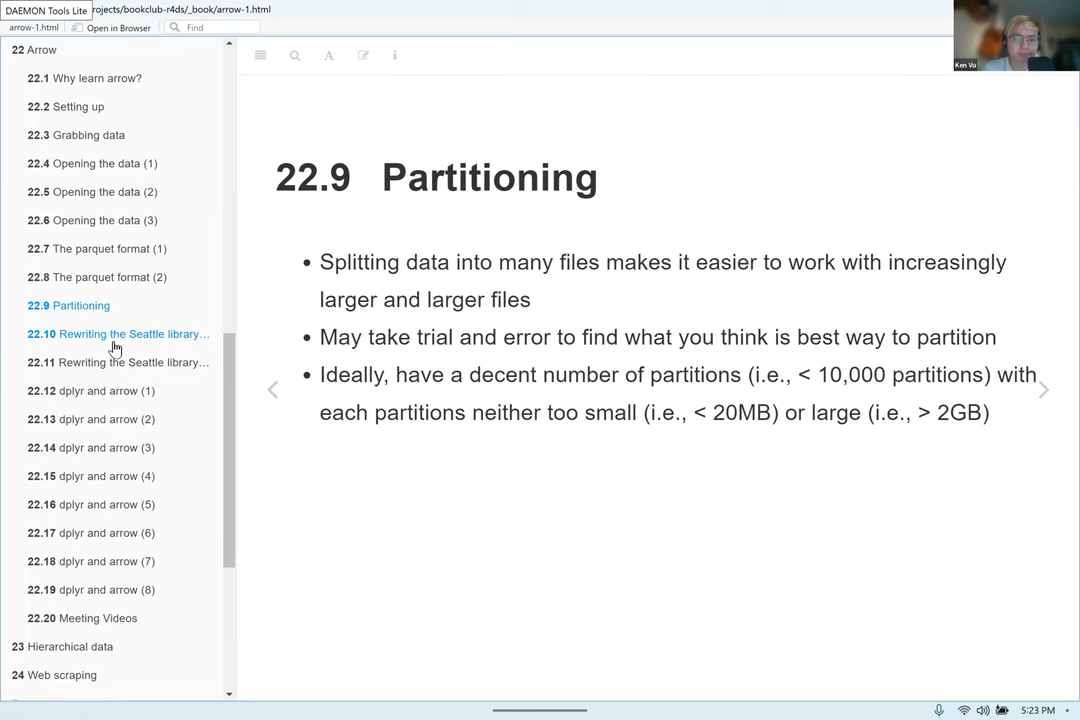 DAEMON Tools Lite
rojects/bookclub-r4ds/_book/arrow-1.html
arrow-1.html
Open in Browser
Find
Ken Vu
22 Arrow
22.1 Why learn arrow?
22.2 Setting up
22.3 Grabbing data
22.4 Opening the data (1)
22.5 Opening the data (2)
22.6 Opening the data (3)
22.7 The parquet format (1)
22.8 The parquet format (2)
22.9 Partitioning
22.10 Rewriting the Seattle library...
22.11 Rewriting the Seattle library...
22.12 dplyr and arrow (1)
22.13 dplyr and arrow (2)
22.14 dplyr and arrow (3)
22.15 dplyr and arrow (4)
22.16 dplyr and arrow (5)
22.17 dplyr and arrow (6)
22.18 dplyr and arrow (7)
22.19 dplyr and arrow (8)
22.20 Meeting Videos
23 Hierarchical data
24 Web scraping
22.9 Partitioning
• Splitting data into many files makes it easier to work with increasingly
larger and larger files
• May take trial and error to find what you think is best way to partition
• Ideally, have a decent number of partitions (i.e., < 10,000 partitions) with
each partitions neither too small (i.e., < 20MB) or large (i.e., > 2GB)
5:23 PM